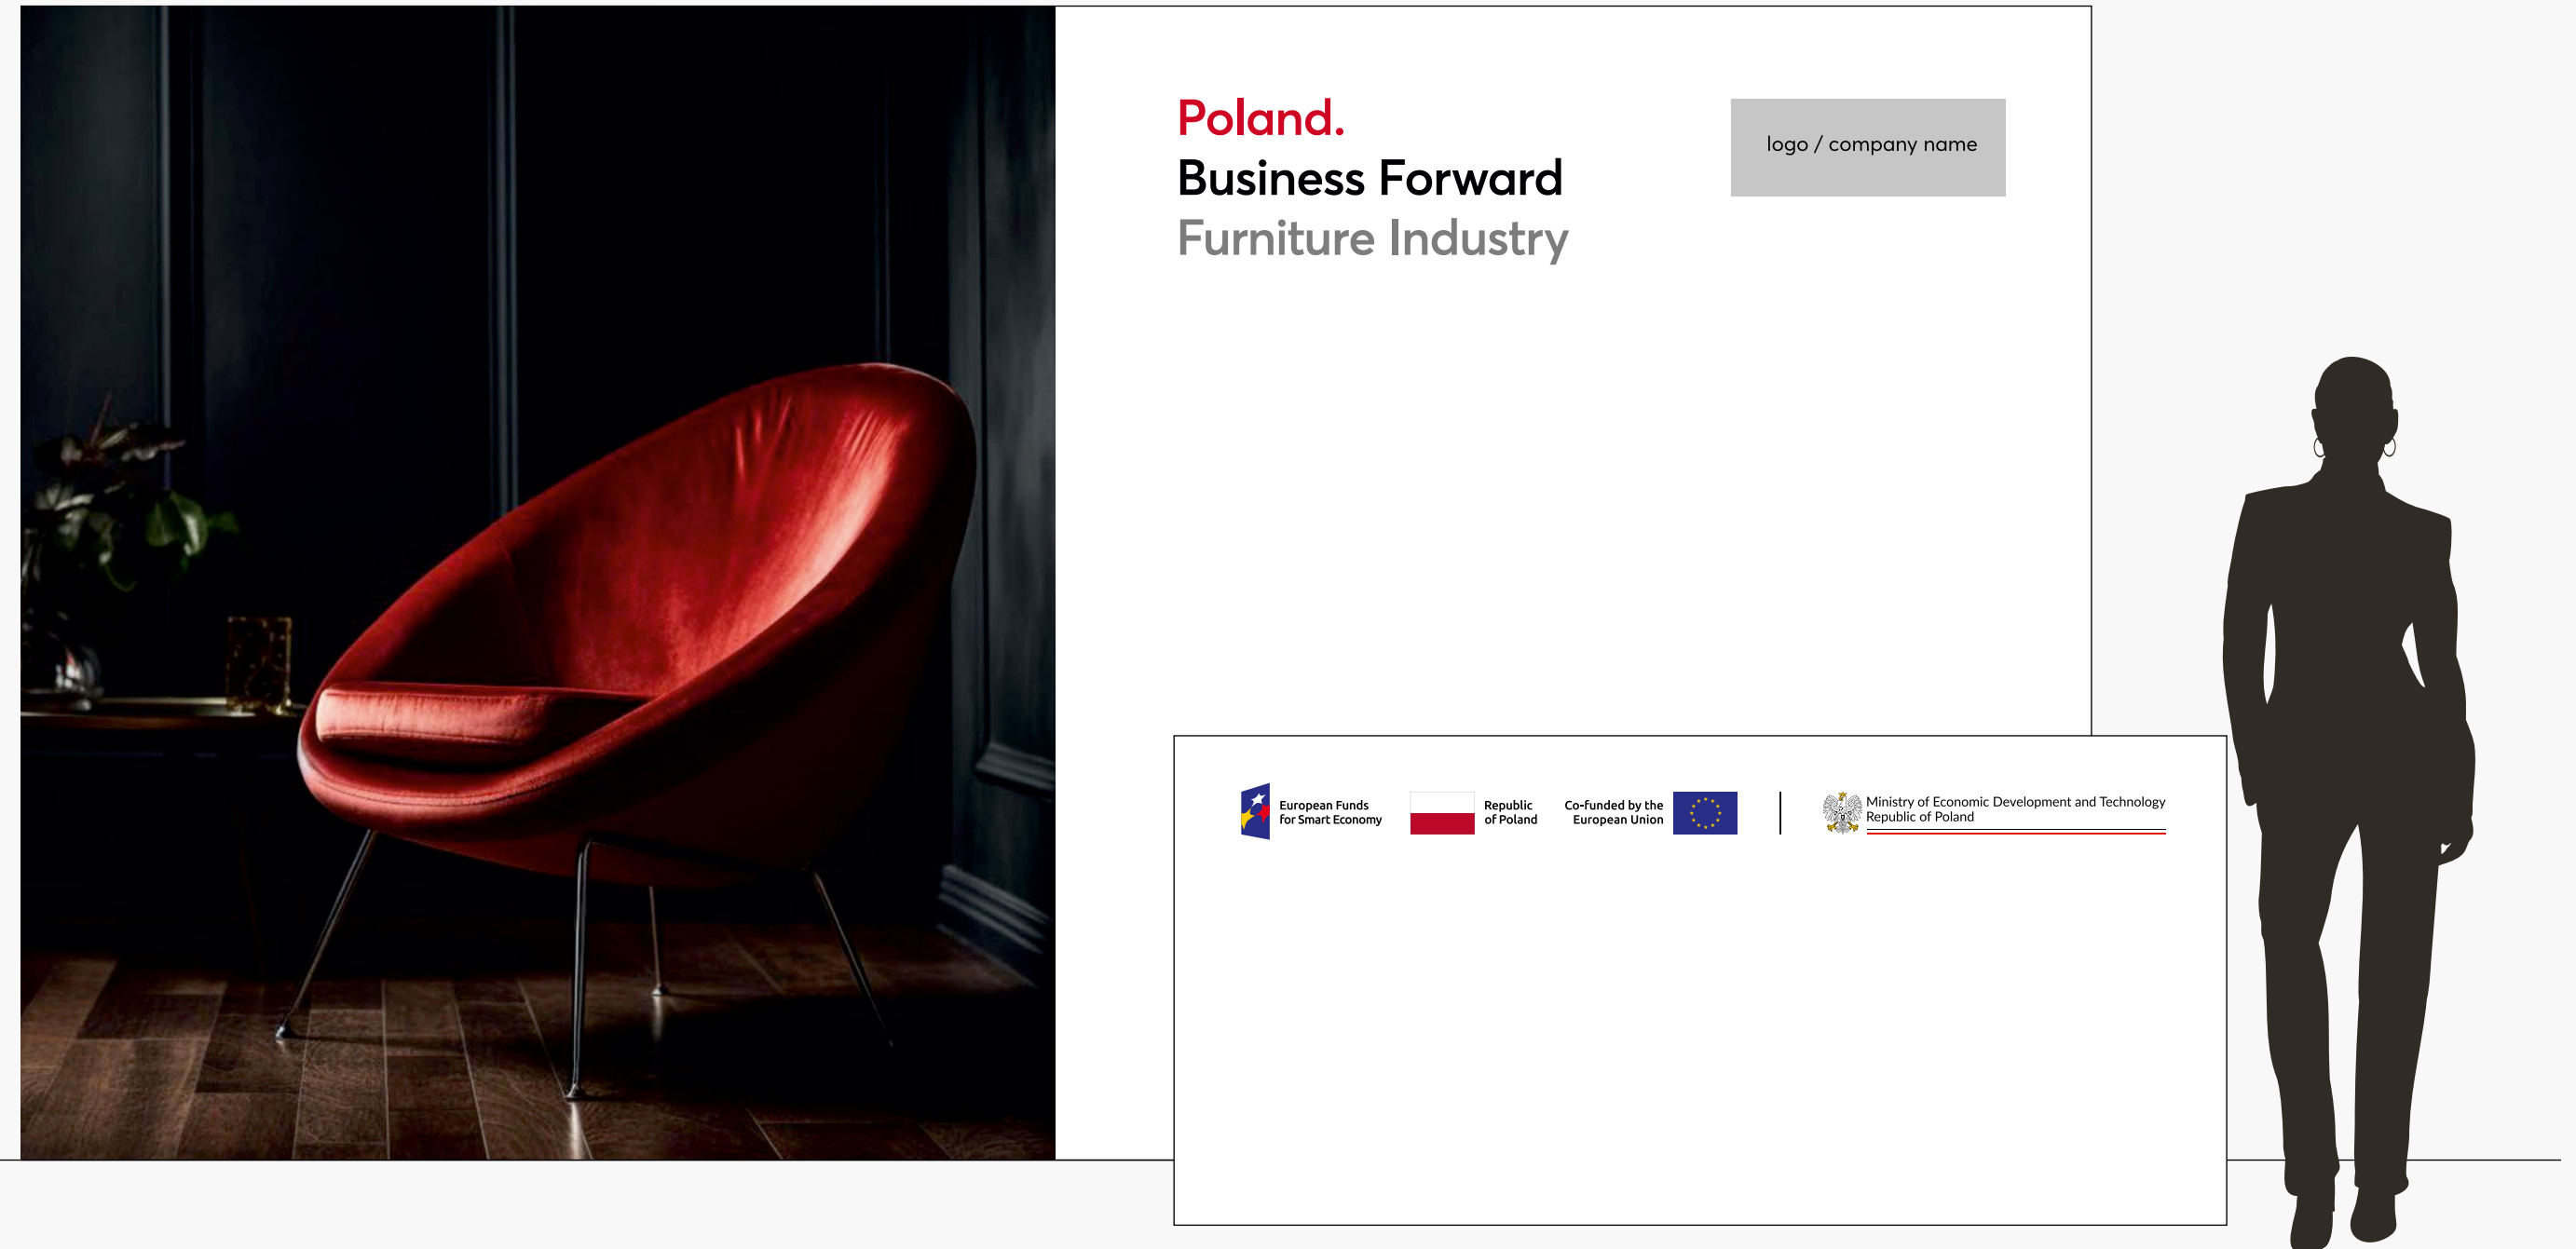 Poland.
Business Forward
Furniture Industry
logo / company name
European Funds
for Smart Economy
Republic
of Poland
Co-funded by the
European Union
Ministry of Economic Development and Technology
Republic of Poland